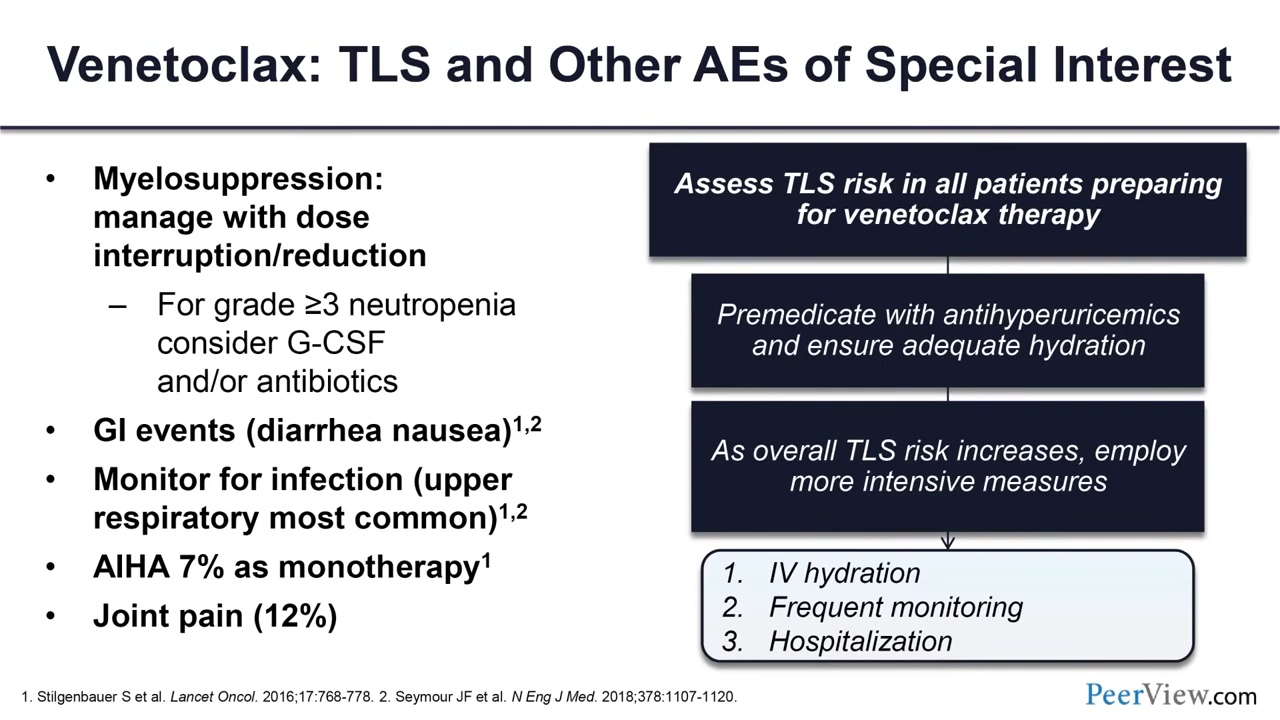 Venetoclax: TLS and Other AEs of Special Interest
• Myelosuppression:
manage with dose
interruption/reduction
– For grade ≥3 neutropenia
consider G-CSF
and/or antibiotics
• GI events (diarrhea nausea)1,2
• Monitor for infection (upper
respiratory most common)1,2
• AIHA 7% as monotherapy1
• Joint pain (12%)
Assess TLS risk in all patients preparing
for venetoclax therapy
Premedicate with antihyperuricemics
and ensure adequate hydration
As overall TLS risk increases, employ
more intensive measures
1. IV hydration
2. Frequent monitoring
3. Hospitalization
1. Stilgenbauer S et al. Lancet Oncol. 2016;17:768-778. 2. Seymour JF et al. N Eng J Med. 2018;378:1107-1120.
PeerView.com